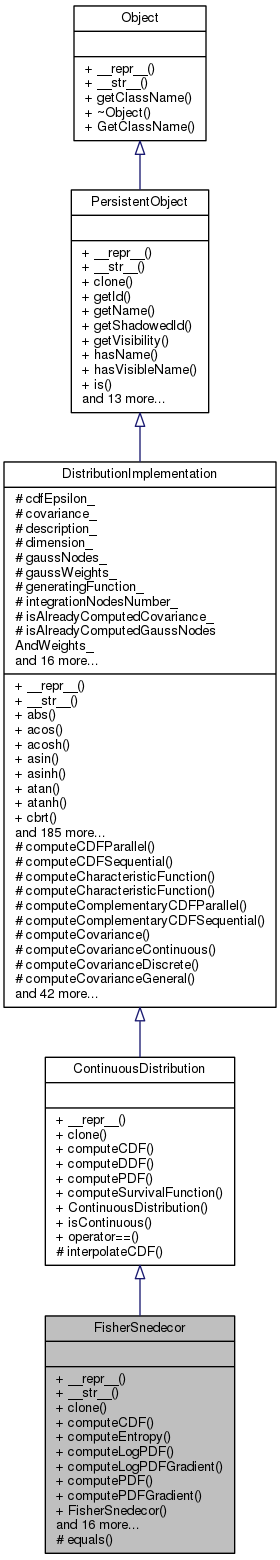 Object
+ __repr__()
+ __str__()
+ getClassName()
+ ~Object()
+ GetClassName()
PersistentObject
+ __repr__()
+ __str__()
+ clone()
+ getId()
+ getName()
+ getShadowedId()
+ getVisibility()
+ hasName()
+ hasVisibleName()
+ is()
and 13 more...
DistributionImplementation
# cdfEpsilon_
# covariance_
# description_
# dimension_
# gaussNodes_
# gaussWeights_
# generatingFunction_
# integrationNodesNumber_
# isAlreadyComputedCovariance_
# isAlreadyComputedGaussNodes
AndWeights_
and 16 more...
+ __repr__()
+ __str__()
+ abs()
+ acos()
+ acosh()
+ asin()
+ asinh()
+ atan()
+ atanh()
+ cbrt()
and 185 more...
# computeCDFParallel()
# computeCDFSequential()
# computeCharacteristicFunction()
# computeCharacteristicFunction()
# computeComplementaryCDFParallel()
# computeComplementaryCDFSequential()
# computeCovariance()
# computeCovarianceContinuous()
# computeCovarianceDiscrete()
# computeCovarianceGeneral()
and 42 more...
ContinuousDistribution
+ __repr__()
+ clone()
+ computeCDF()
+ computeDDF()
+ computePDF()
+ computeSurvivalFunction()
+ ContinuousDistribution()
+ isContinuous()
+ operator==()
# interpolateCDF()
FisherSnedecor
+ __repr__()
+ __str__()
+ clone()
+ computeCDF()
+ computeEntropy()
+ computeLogPDF()
+ computeLogPDFGradient()
+ computePDF()
+ computePDFGradient()
+ FisherSnedecor()
and 16 more...
# equals()